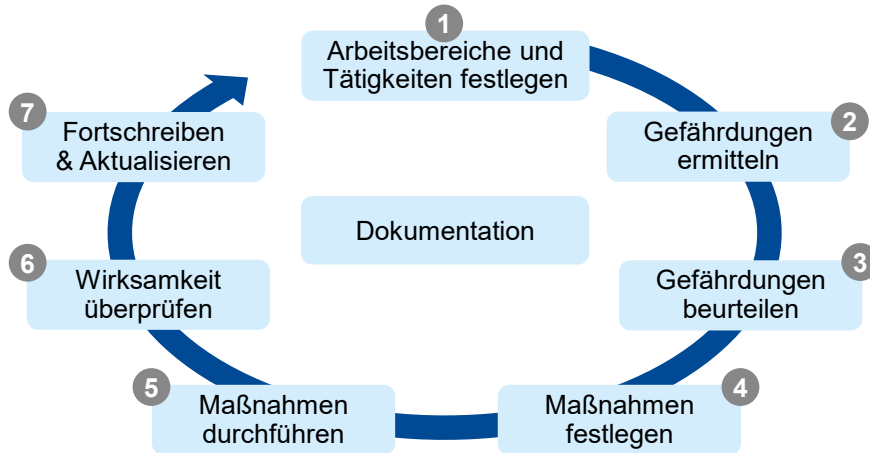 1
Arbeitsbereiche und
Tätigkeiten festlegen
2
Gefährdungen
ermitteln
3
Gefährdungen
beurteilen
4
Maßnahmen
festlegen
5
Maßnahmen
durchführen
6
Wirksamkeit
überprüfen
7
Fortschreiben
& Aktualisieren
Dokumentation